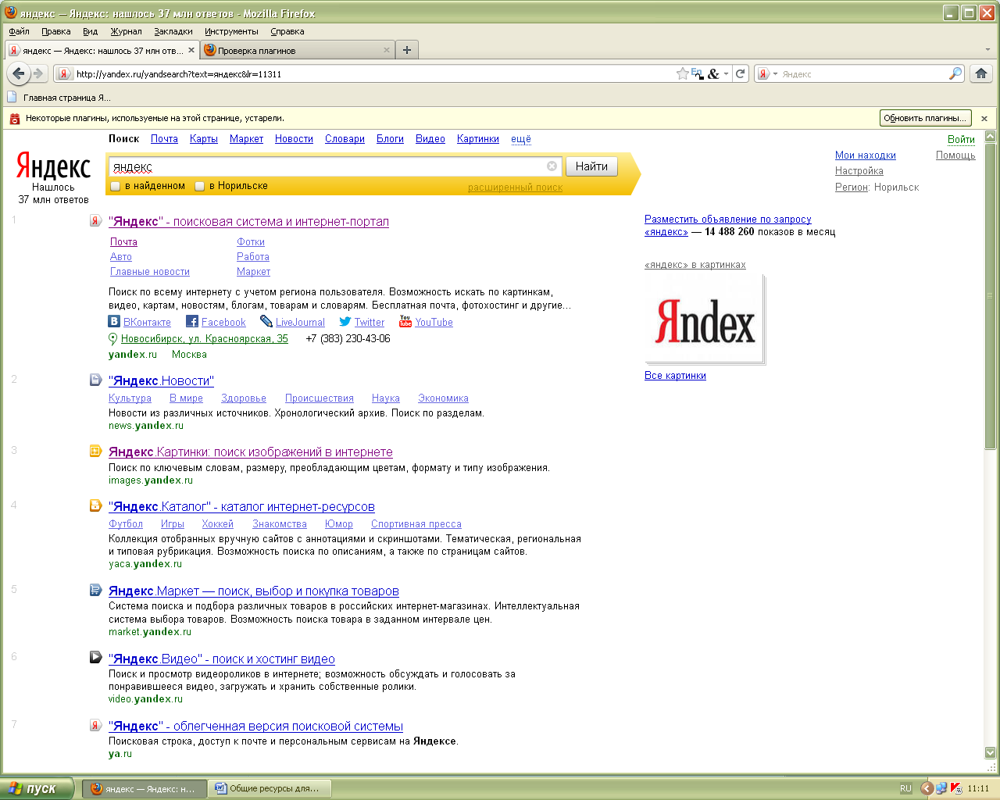 яндекс — Яндекс: нашлось 37 млн ответов - Mozilla Firefox
Файл Правка Вид Журнал Закладки Инструменты Справка
яндекс — Яндекс: нашлось 37 млн отв... Проверка плагинов
http://yandex.ru/yandsearch?text=яндекс&lr=11311 En & Яндекс
Главная страница Я...
Некоторые плагины, используемые на этой странице, устарели. Обновить плагины...
Поиск Почта Карты Маркет Новости Словари Блоги Видео Картинки ещё Войти
Мои находки Помощь
Яндекс яндекс Найти
Настройка
Нашлось в найденном в Норильске расширенный поиск Регион: Норильск
37 млн ответов
1 "Яндекс" - поисковая система и интернет-портал
Почта Фотки
Авто Работа
Главные новости Маркет
Поиск по всему интернету с учетом региона пользователя. Возможность искать по картинкам,
видео, картам, новостям, блогам, товарам и словарям. Бесплатная почта, фотохостинг и другие...
ВКонтакте Facebook LiveJournal Twitter YouTube
Новосибирск, ул. Красноярская, 35 +7 (383) 230-43-06
yandex.ru Москва
Разместить объявление по запросу
«яндекс» — 14 488 260 показов в месяц
«яндекс» в картинках
Яndex
Все картинки
2 "Яндекс.Новости"
Культура В мире Здоровье Происшествия Наука Экономика
Новости из различных источников. Хронологический архив. Поиск по разделам.
news.yandex.ru
3 Яндекс.Картинки: поиск изображений в интернете
Поиск по ключевым словам, размеру, преобладающим цветам, формату и типу изображения.
images.yandex.ru
4 "Яндекс.Каталог" - каталог интернет-ресурсов
Футбол Игры Хоккей Знакомства Юмор Спортивная пресса
Коллекция отобранных вручную сайтов с аннотациями и скриншотами. Тематическая, региональная
и типовая рубрикация. Возможность поиска по описаниям, а также по страницам сайтов.
yaca.yandex.ru
5 Яндекс.Маркет — поиск, выбор и покупка товаров
Система поиска и подбора различных товаров в российских интернет-магазинах. Интеллектуальная
система выбора товаров. Возможность поиска товара в заданном интервале цен.
market.yandex.ru
6 "Яндекс.Видео" - поиск и хостинг видео
Поиск и просмотр видеороликов в интернете; возможность обсуждать и голосовать за
понравившееся видео, загружать и хранить собственные ролики.
video.yandex.ru
7 "Яндекс" - облегченная версия поисковой системы
Поисковая строка, доступ к почте и персональным сервисам на Яндексе.
ya.ru
пуск яндекс — Яндекс: н... Общие ресурсы для... RU 11:11